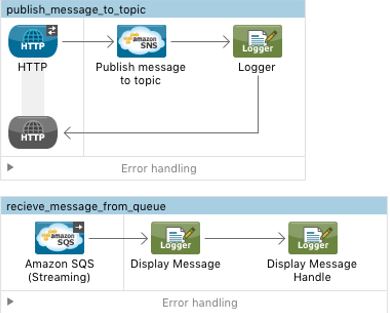 publish_message_to_topic
HTTP
amazon
SNS
Logger
HTTP
Publish message
to topic
Logger
HTTP
Error handling
recieve_message_from_queue
amazon
SQS
Logger
Logger
Amazon SQS
(Streaming)
Display Message
Display Message
Handle
Error handling